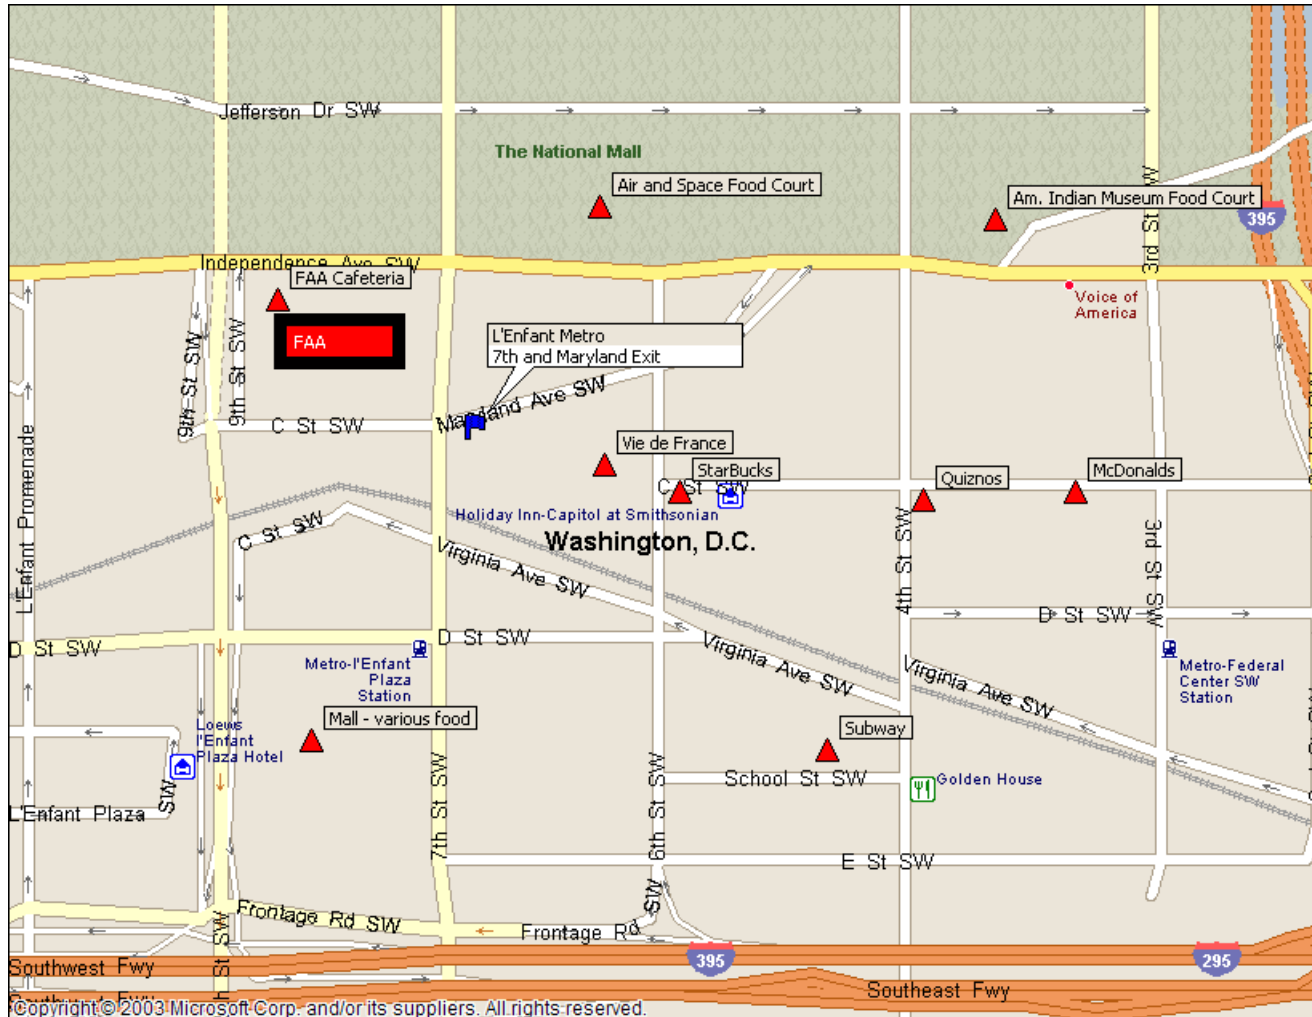 Jefferson Dr SW
The National Mall
Air and Space Food Court
Am. Indian Museum Food Court
3rd St SW
395
Independence Ave SW
FAA Cafeteria
Voice of
America
FAA
L'Enfant Metro
7th and Maryland Exit
9th St SW
9th St SW
C St SW
Maryland Ave SW
L'Enfant Promenade
Vie de France
StarBucks
C St SW
Quiznos
McDonalds
Holiday Inn-Capitol at Smithsonian
Washington, D.C.
C St SW
Virginia Ave SW
4th St SW
3rd St SW
D St SW
D St SW
D St SW
Metro-l'Enfant
Plaza
Station
Virginia Ave SW
Virginia Ave SW
Metro-Federal
Center SW
Station
Mall - various food
Loews
l'Enfant
Plaza Hotel
Subway
School St SW
Golden House
SW
L'Enfant Plaza
7th St SW
6th St SW
E St SW
SW
Frontage Rd SW
Frontage Rd
h St SW
395
295
Southwest Fwy
Southeast Fwy
Copyright © 2003 Microsoft Corp. and/or its suppliers. All rights reserved.